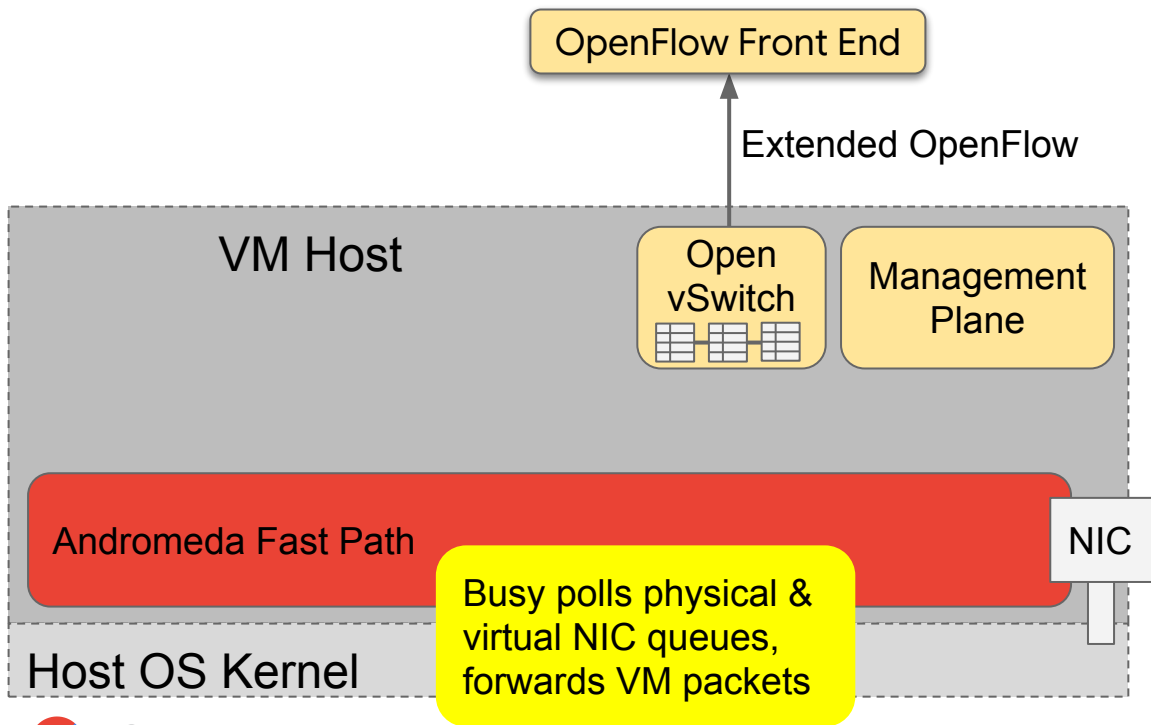 OpenFlow Front End
Extended OpenFlow
VM Host
Open
vSwitch
Management
Plane
Andromeda Fast Path
NIC
Busy polls physical &
virtual NIC queues,
forwards VM packets
Host OS Kernel